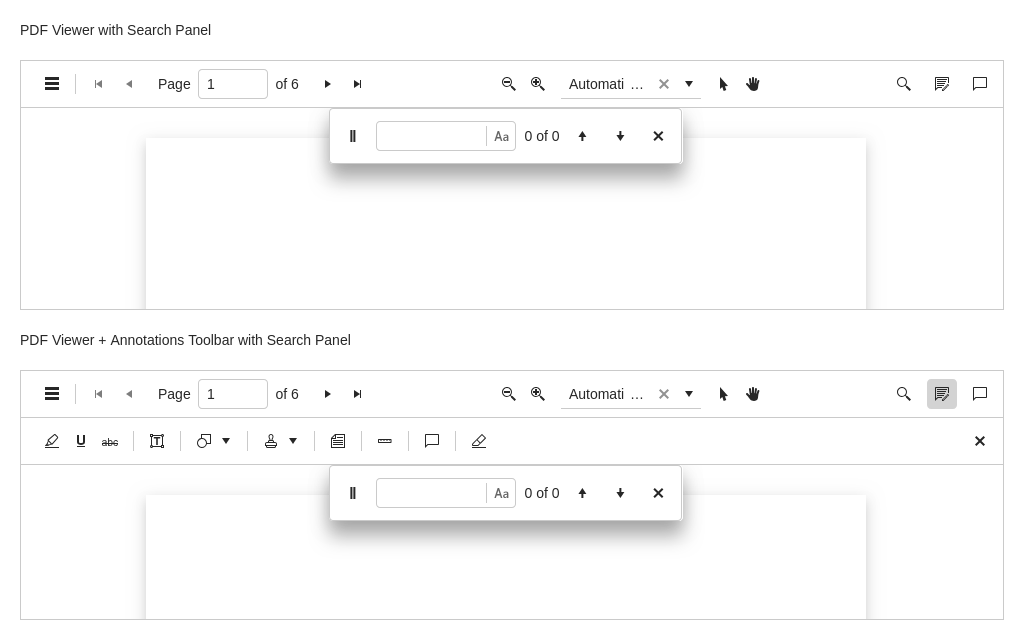 PDF Viewer with Search Panel
Page 1 of 6 Automati ...
Aa 0 of 0
PDF Viewer + Annotations Toolbar with Search Panel
Page 1 of 6 Automati ...
U abc T
Aa 0 of 0